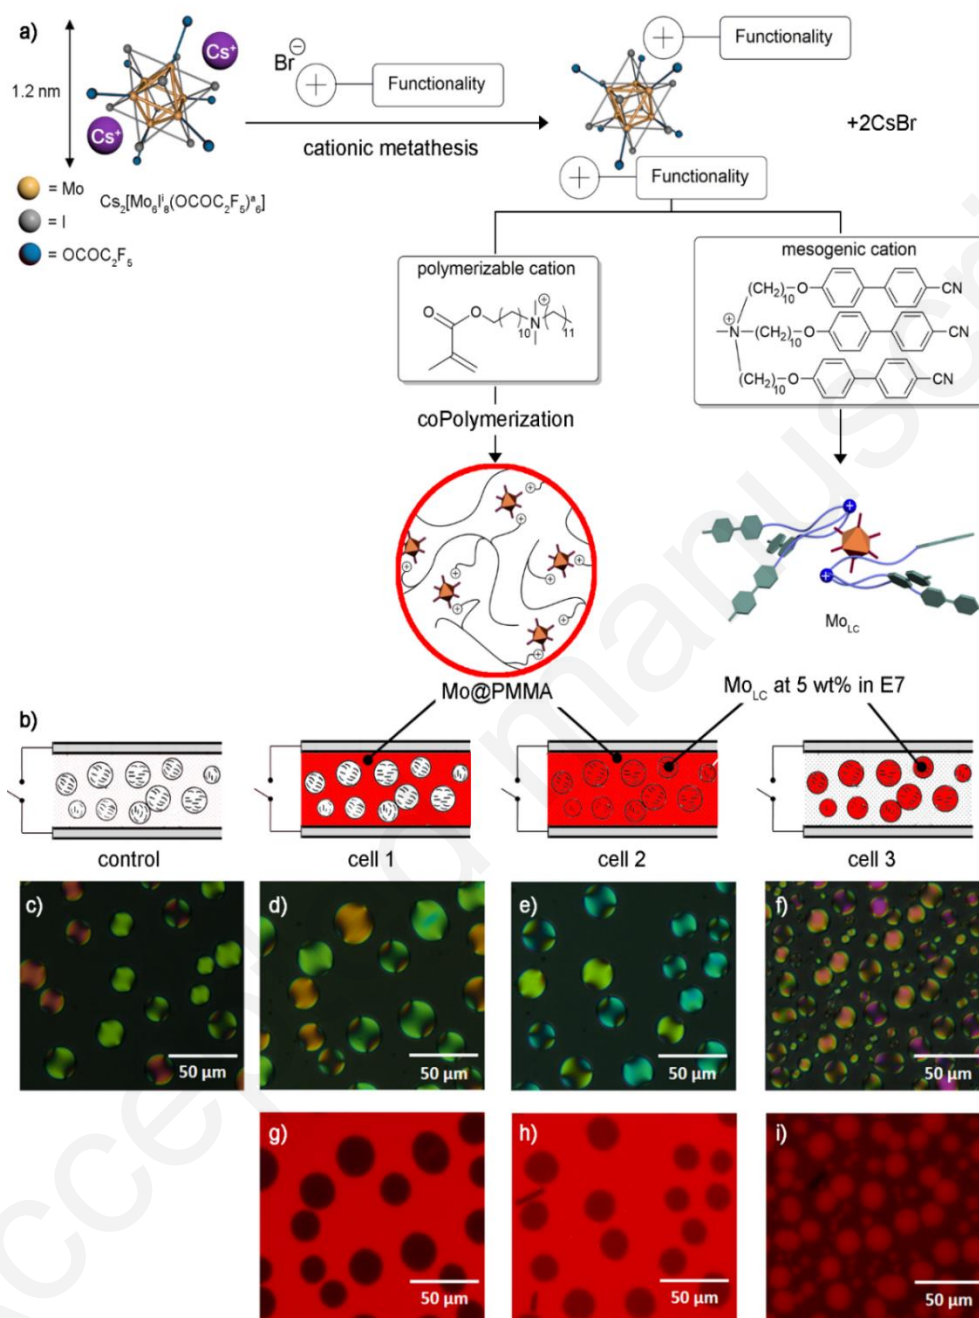 a)
1.2 nm
Cs⁺
Cs⁺
= Mo
= I
= OCOC₂F₅
Cs₂[Mo₆Iⁱ₈(OCOC₂F₅)ᵃ₆]
Br⁻
+
Functionality
cationic metathesis
+
Functionality
+
Functionality
+2CsBr
polymerizable cation
O
O
10
N
+
11
coPolymerization
mesogenic cation
(CH₂)₁₀
O
CN
+
N
(CH₂)₁₀
O
CN
(CH₂)₁₀
O
CN
Mo@PMMA
Mo_LC
Mo_LC at 5 wt% in E7
b)
control
cell 1
cell 2
cell 3
c)
50 µm
d)
50 µm
e)
50 µm
f)
50 µm
g)
50 µm
h)
50 µm
i)
50 µm